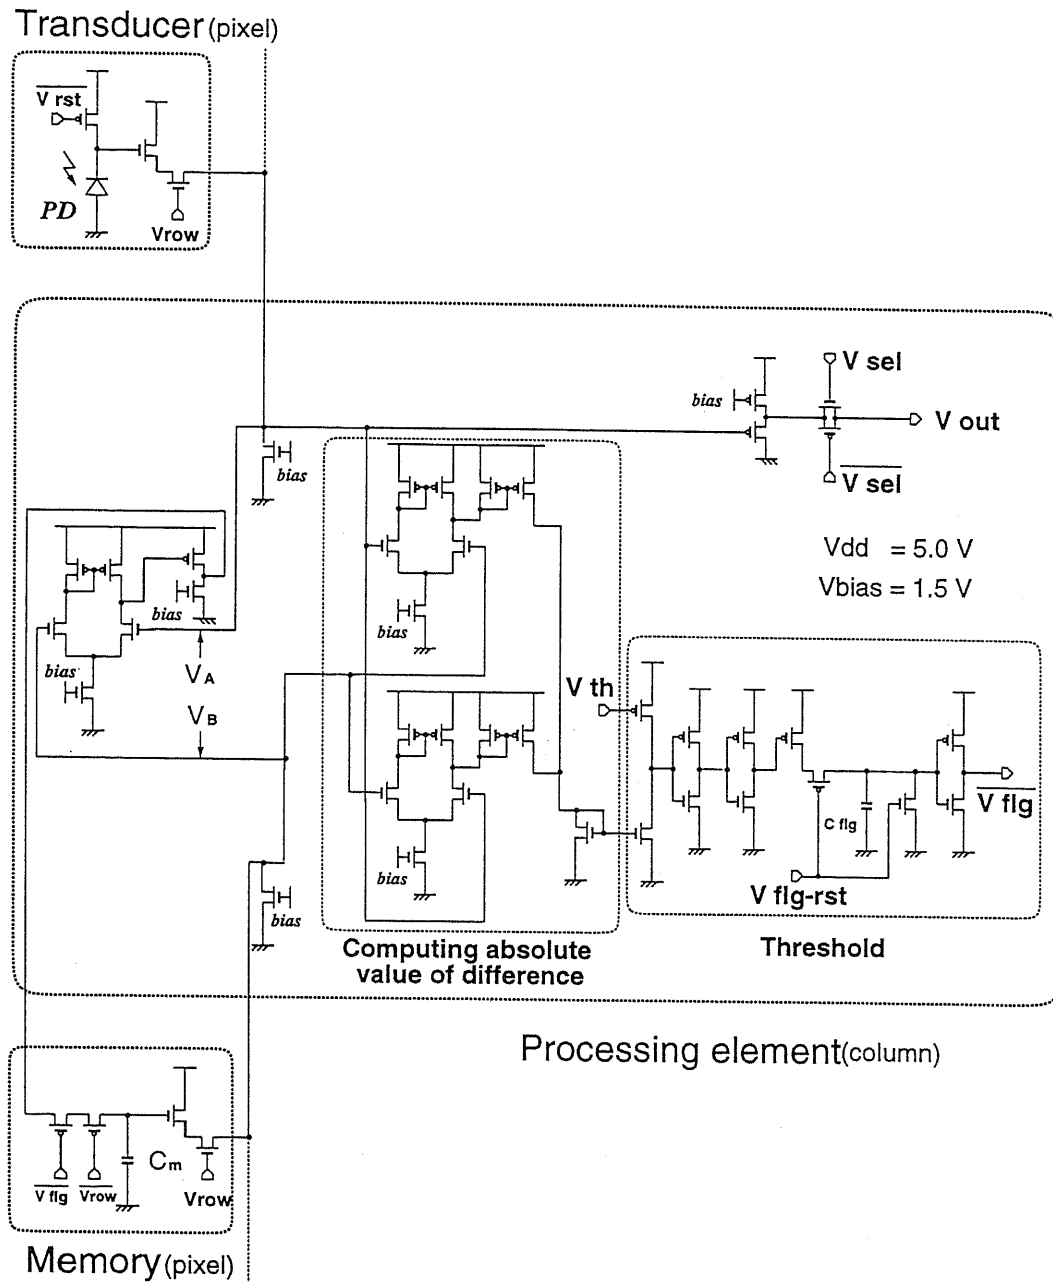 Transducer(pixel)
V rst
PD
Vrow
V sel
bias
V out
V sel
bias
Vdd = 5.0 V
Vbias = 1.5 V
bias
bias
bias
VA
VB
V th
bias
C flg
V flg
V flg-rst
bias
Computing absolute
value of difference
Threshold
Processing element(column)
Cm
V flg
Vrow
Vrow
Memory(pixel)